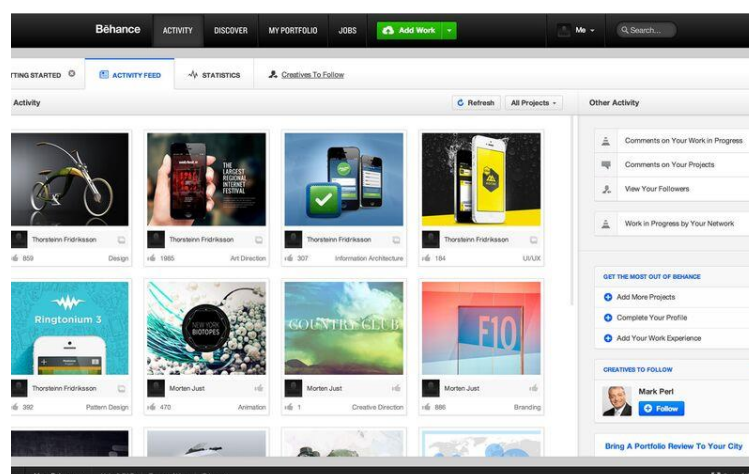 Bēhance ACTIVITY DISCOVER MY PORTFOLIO JOBS Add Work Me Search...
TTING STARTED ACTIVITY FEED STATISTICS Creatives To Follow
Activity Refresh All Projects Other Activity
THE
LARGEST
REGIONAL
INTERNET
FESTIVAL
Thorsteinn Fridriksson Thorsteinn Fridriksson Thorsteinn Fridriksson Thorsteinn Fridriksson
859 Design 1965 Art Direction 307 Information Architecture 184 UI/UX
Comments on Your Work in Progress
Comments on Your Projects
View Your Followers
Work in Progress by Your Network
Ringtonium 3
NEW YORK
BIOTOPES
COUNTRY CLUB
F10
Thorsteinn Fridriksson Morten Just Morten Just Morten Just
392 Pattern Design 470 Animation 1 Creative Direction 886 Branding
GET THE MOST OUT OF BEHANCE
Add More Projects
Complete Your Profile
Add Your Work Experience
CREATIVES TO FOLLOW
Mark Perl
Follow
Bring A Portfolio Review To Your City